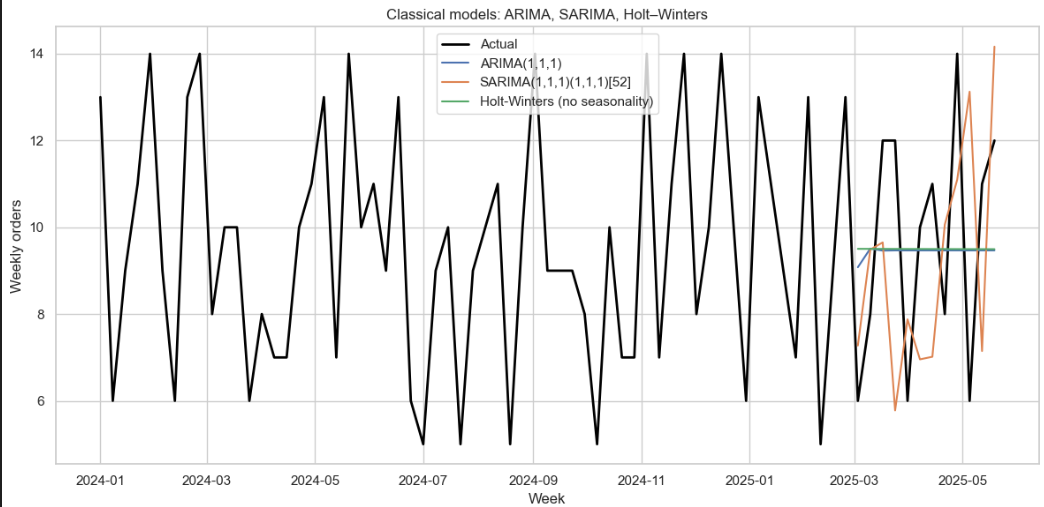 Classical models: ARIMA, SARIMA, Holt–Winters
Actual
ARIMA(1,1,1)
SARIMA(1,1,1)(1,1,1)[52]
Holt-Winters (no seasonality)
14
12
10
8
6
Weekly orders
2024-01 2024-03 2024-05 2024-07 2024-09 2024-11 2025-01 2025-03 2025-05
Week